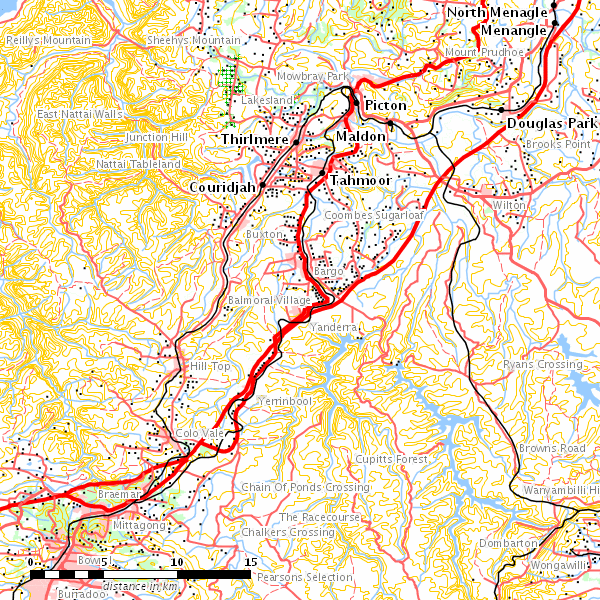 North Menagle
Menangle
Reillys Mountain
Sheehys Mountain
Mount Prudhoe
Mowbray Park
Lakesland
Picton
East Nattai Walls
Douglas Park
Junction Hill
Thirlmere
Maldon
Brooks Point
Nattai Tableland
Couridjah
Tahmoor
Wilton
Coombes Sugarloaf
Buxton
Bargo
Balmoral Village
Yanderra
Hill Top
Ryans Crossing
Yerrinbool
Colo Vale
Browns Road
Cupitts Forest
Chain Of Ponds Crossing
Braemar
Wanyambilli Hi
The Racecourse
Mittagong
Chalkers Crossing
Dombarton
Bow
Wongawilli
0 5 10 15
Pearsons Selection
distance in km
Burradoo